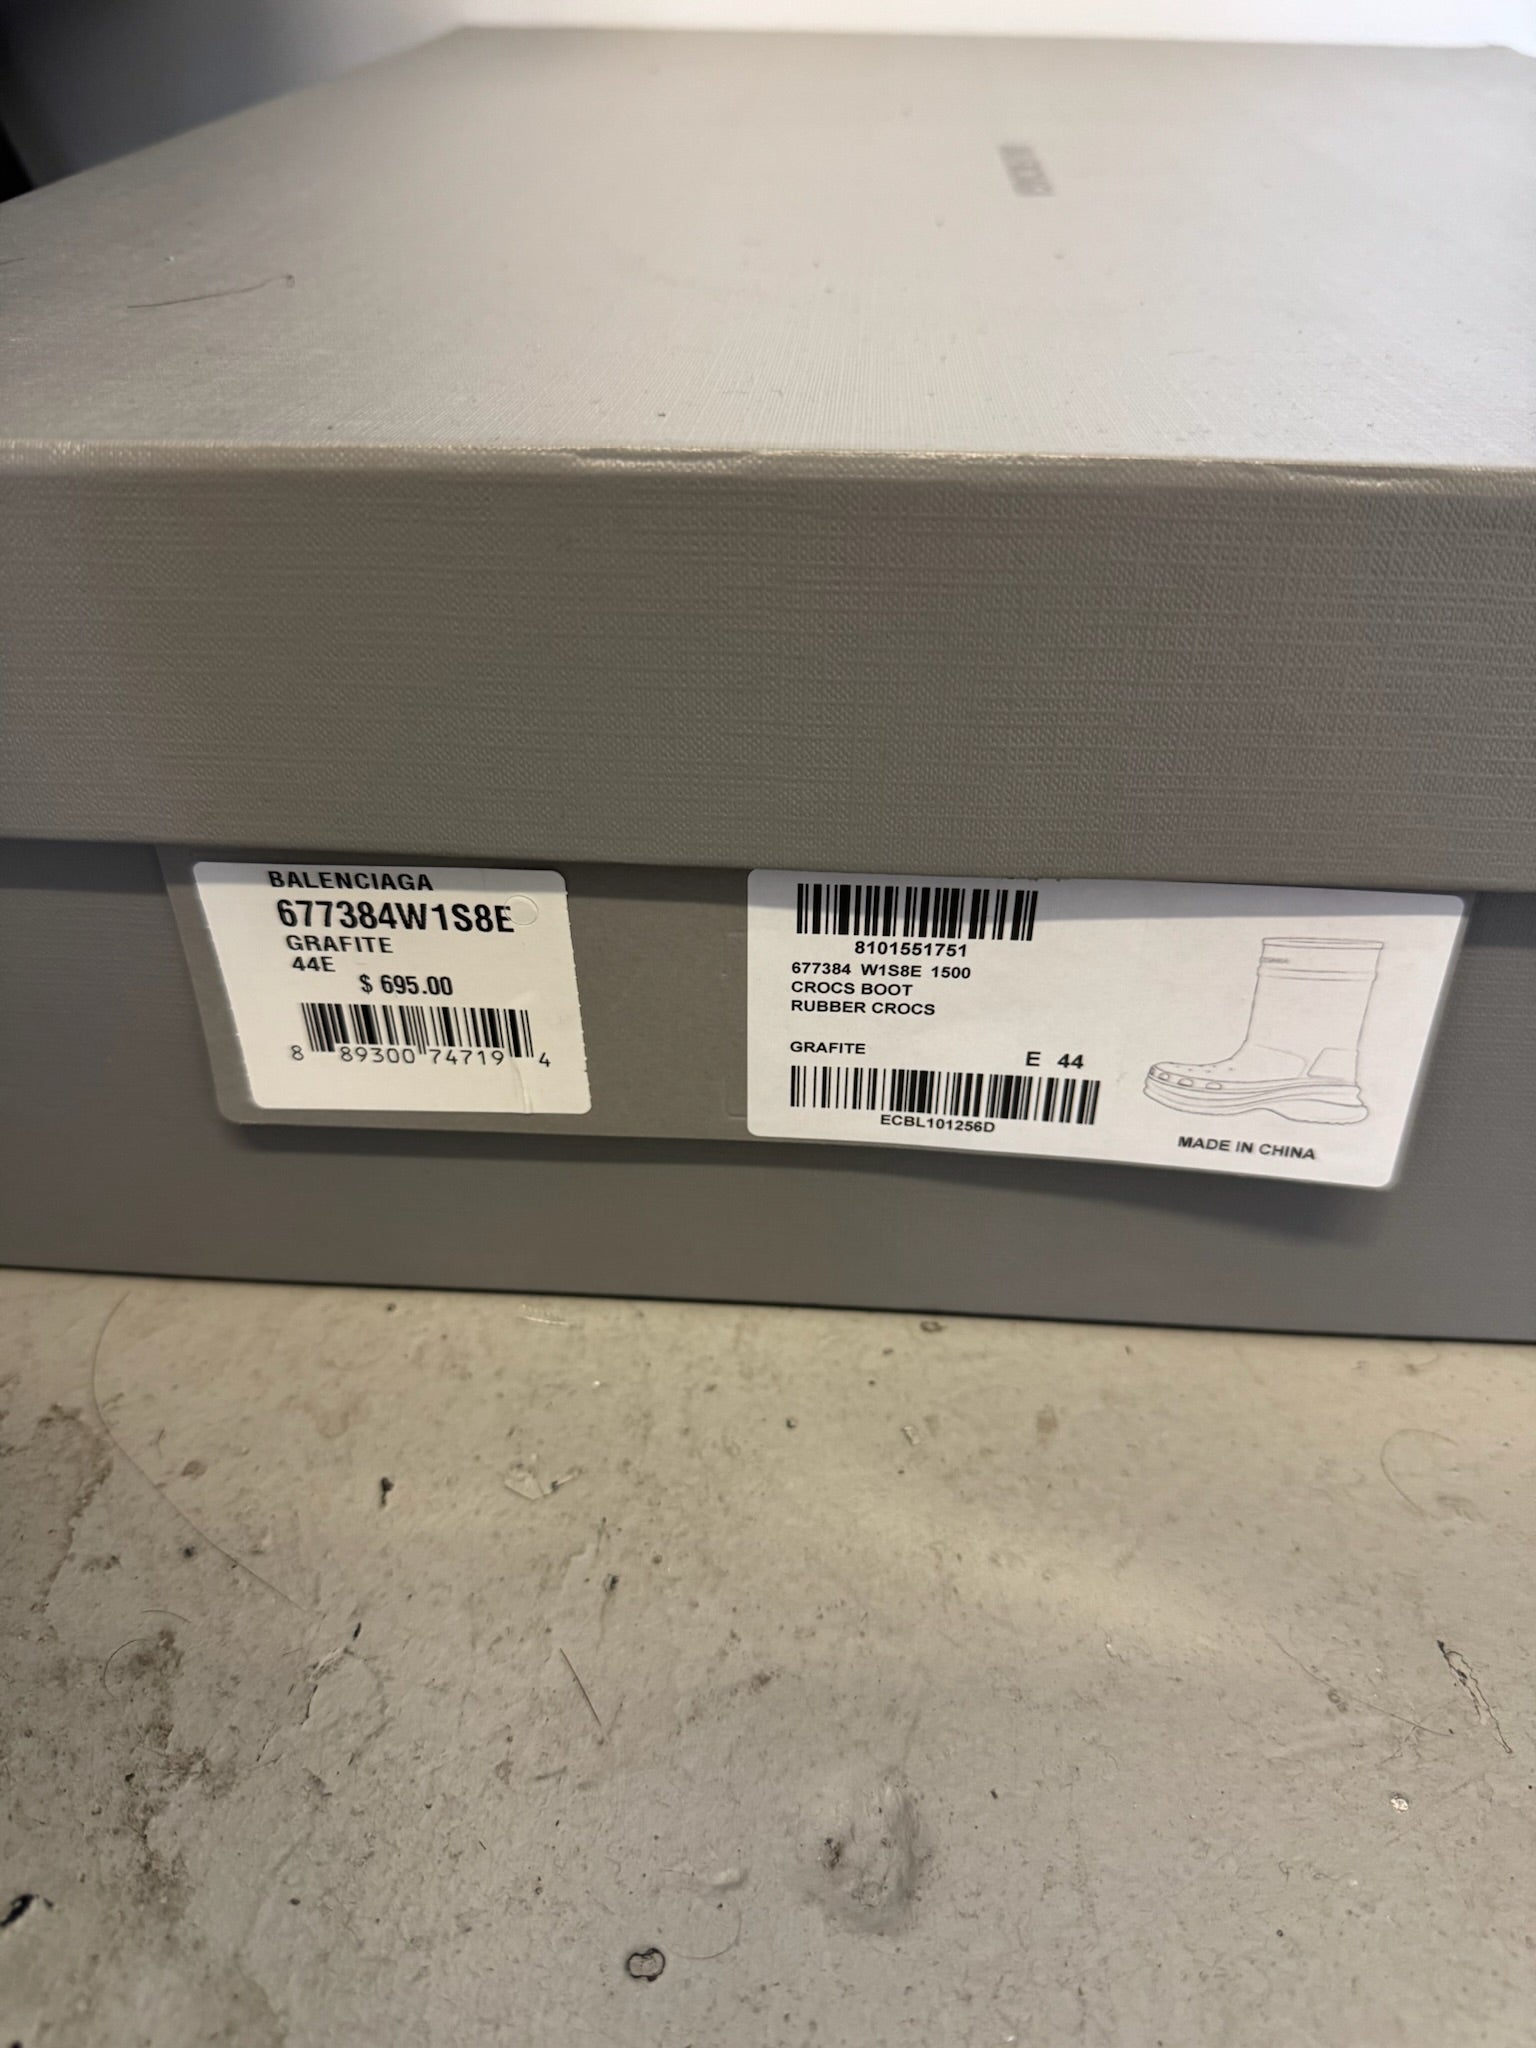 BALENCIAGA
677384W1S8E
GRAFITE
44E
$ 695.00
8 89300 74719 4
8101551751
677384 W1S8E 1500
CROCS BOOT
RUBBER CROCS
GRAFITE
E 44
ECBL101256D
MADE IN CHINA